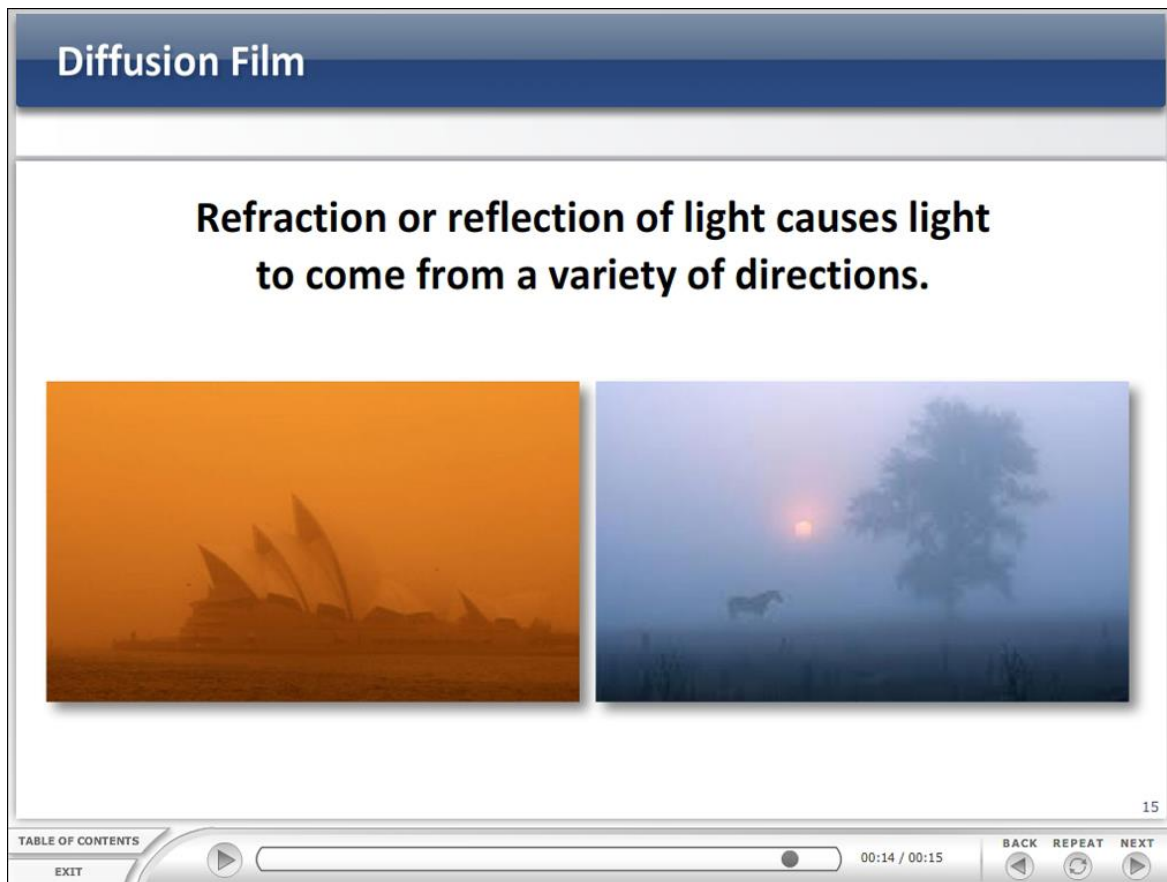 Diffusion Film
Refraction or reflection of light causes light
to come from a variety of directions.
15
TABLE OF CONTENTS
EXIT
00:14 / 00:15
BACK REPEAT NEXT